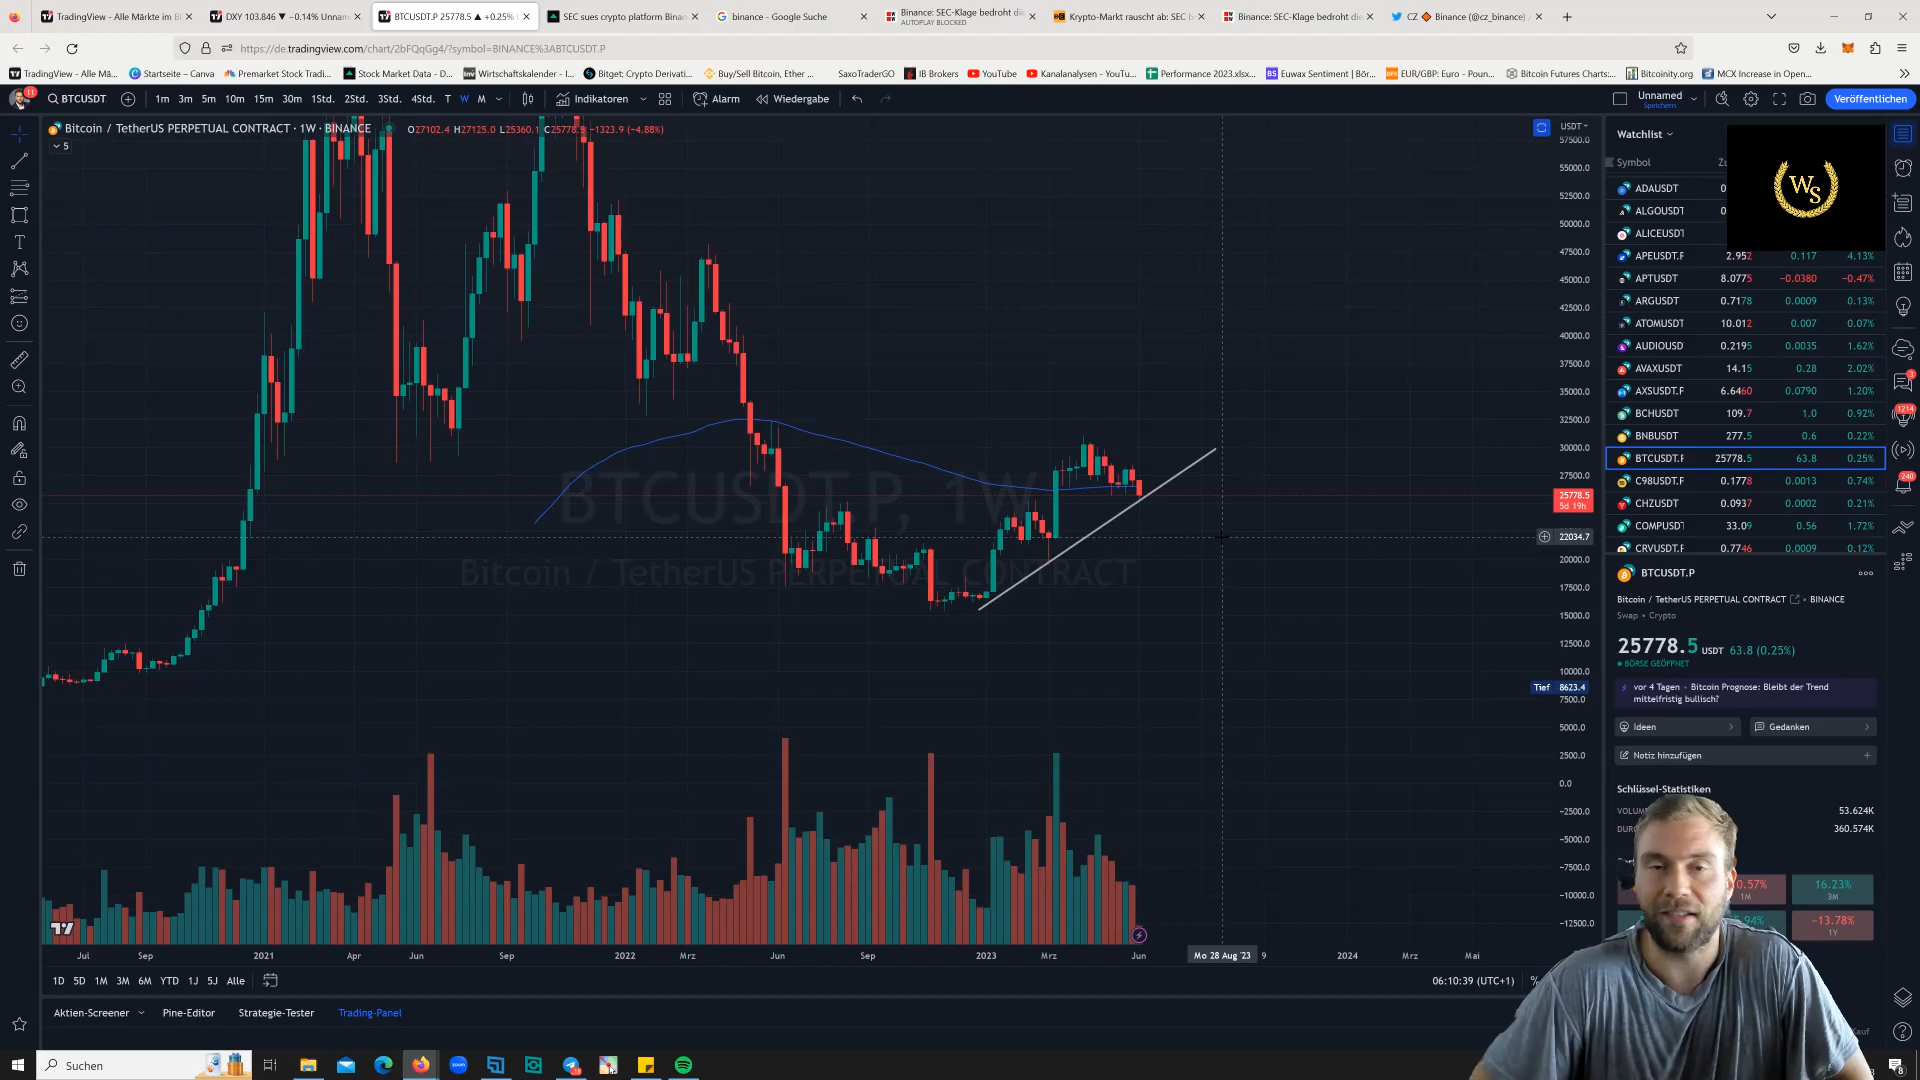 TradingView - Alle Märkte im Bl
DXY 103.846 ▼ −0.14% Unnam
BTCUSDT.P 25778.5 ▲ +0.25%
SEC sues crypto platform Binan
binance - Google Suche
Binance: SEC-Klage bedroht die
AUTOPLAY BLOCKED
Krypto-Markt rauscht ab: SEC b
Binance: SEC-Klage bedroht die
CZ Binance (@cz_binance) /
https://de.tradingview.com/chart/2bFQqGg4/?symbol=BINANCE%3ABTCUSDT.P
TradingView - Alle Mä...
Startseite – Canva
Premarket Stock Tradi...
Stock Market Data - D...
Wirtschaftskalender - I...
Bitget: Crypto Derivati...
Buy/Sell Bitcoin, Ether ...
SaxoTraderGO
IB Brokers
YouTube
Kanalanalysen - YouTu...
Performance 2023.xlsx...
Euwax Sentiment | Bör...
EUR/GBP: Euro - Poun...
Bitcoin Futures Charts:...
Bitcoinity.org
MCX Increase in Open...
11
BTCUSDT
1m 3m 5m 10m 15m 30m 1Std. 2Std. 3Std. 4Std. T W M
Indikatoren
Alarm
Wiedergabe
Unnamed
Speichern
Veröffentlichen
Bitcoin / TetherUS PERPETUAL CONTRACT · 1W · BINANCE
O27102.4 H27125.0 L25360.1 C25778.5 −1323.9 (−4.88%)
5
BTCUSDT.P, 1W
Bitcoin / TetherUS PERPETUAL CONTRACT
USDT
57500.0
55000.0
52500.0
50000.0
47500.0
45000.0
42500.0
40000.0
37500.0
35000.0
32500.0
30000.0
27500.0
25778.5
5d 19h
22034.7
20000.0
17500.0
15000.0
12500.0
10000.0
Tief 8623.4
7500.0
5000.0
2500.0
0.0
−2500.0
−5000.0
−7500.0
−10000.0
−12500.0
Jul Sep 2021 Apr Jun Sep 2022 Mrz Jun Sep 2023 Mrz Jun Mo 28 Aug '23 9 2024 Mrz Mai
1D 5D 1M 3M 6M YTD 1J 5J Alle
06:10:39 (UTC+1)
%
Aktien-Screener
Pine-Editor
Strategie-Tester
Trading-Panel
Suchen
Watchlist
Symbol
WS
ADAUSDT 0
ALGOUSDT 0
ALICEUSDT
APEUSDT.F 2.952 0.117 4.13%
APTUSDT 8.0775 −0.0380 −0.47%
ARGUSDT 0.7178 0.0009 0.13%
ATOMUSDT 10.012 0.007 0.07%
AUDIOUSD 0.2195 0.0035 1.62%
AVAXUSDT 14.15 0.28 2.02%
AXSUSDT.F 6.6460 0.0790 1.20%
BCHUSDT 109.7 1.0 0.92%
BNBUSDT 277.5 0.6 0.22%
BTCUSDT.F 25778.5 63.8 0.25%
C98USDT.F 0.1778 0.0013 0.74%
CHZUSDT 0.0937 0.0002 0.21%
COMPUSDT 33.09 0.56 1.72%
CRVUSDT.F 0.7746 0.0009 0.12%
BTCUSDT.P
Bitcoin / TetherUS PERPETUAL CONTRACT • BINANCE
Swap • Crypto
25778.5 USDT 63.8 (0.25%)
BÖRSE GEÖFFNET
vor 4 Tagen - Bitcoin Prognose: Bleibt der Trend
mittelfristig bullisch?
Ideen
Gedanken
Notiz hinzufügen
Schlüssel-Statistiken
53.624K
360.574K
0.57%
1M
16.23%
3M
−13.78%
1Y
3
1214
240